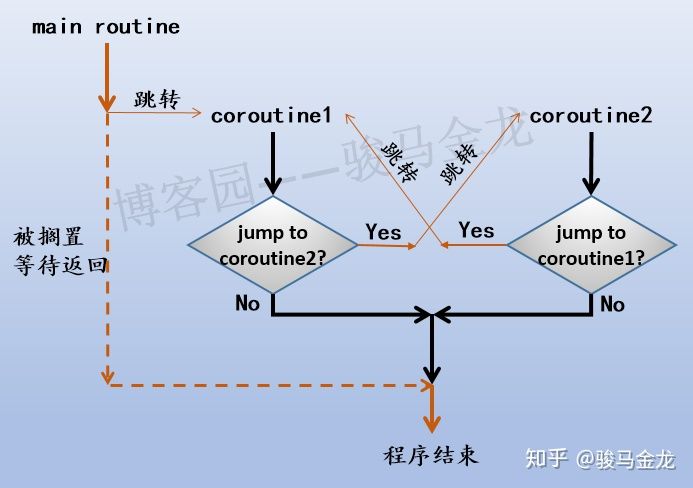 main routine
跳转
coroutine1
coroutine2
跳转
跳转
博客园---骏马金龙
被搁置
等待返回
jump to
coroutine2?
Yes
Yes
jump to
coroutine1?
No
No
程序结束
知乎 @骏马金龙